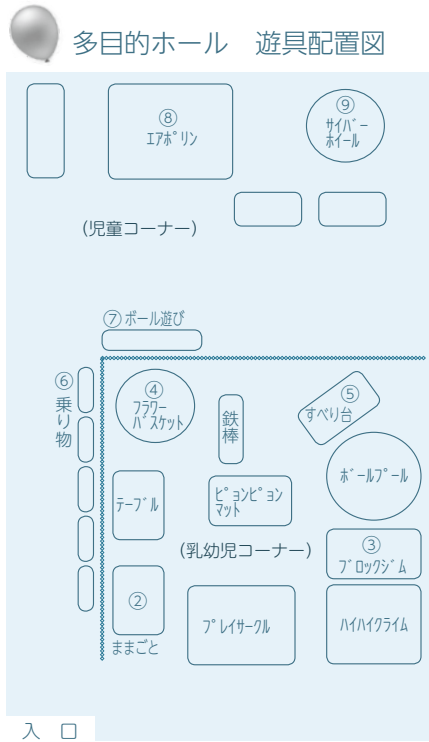 多目的ホール　遊具配置図
⑧
エアポリン
⑨
サイバー
ホイール
(児童コーナー)
⑦ボール遊び
⑥
乗り物
④
フラワー
バスケット
鉄棒
⑤
すべり台
ボールプール
テーブル
ピョンピョン
マット
(乳幼児コーナー)
③
ブロックジム
②
ままごと
プレイサークル
ハイハイクライム
入　口